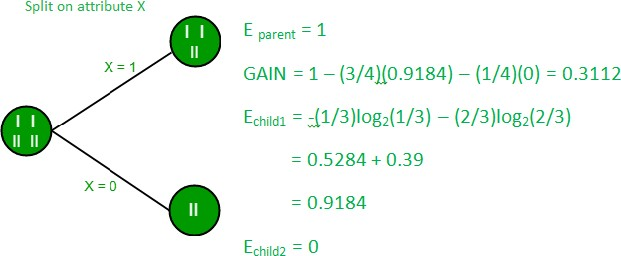 Split on attribute X
I I
II
X = 1
I I
II II
X = 0
II
E parent = 1
GAIN = 1 – (3/4)(0.9184) – (1/4)(0) = 0.3112
Echild1 = -(1/3)log2(1/3) – (2/3)log2(2/3)
= 0.5284 + 0.39
= 0.9184
Echild2 = 0